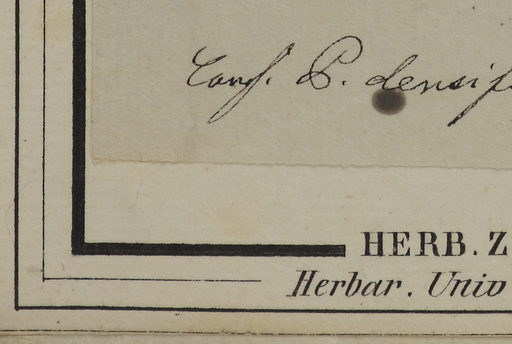 Conf. P. densif
HERB. Z
Herbar. Univ